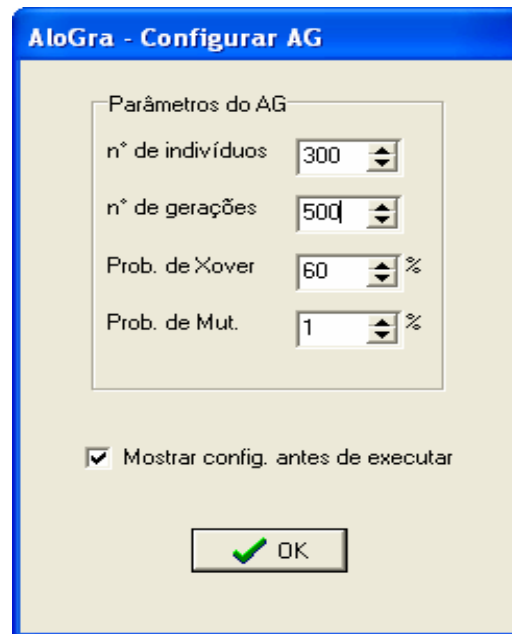 AloGra - Configurar AG
Parâmetros do AG
n° de indivíduos 300
n° de gerações 500
Prob. de Xover 60 %
Prob. de Mut. 1 %
Mostrar config. antes de executar
OK